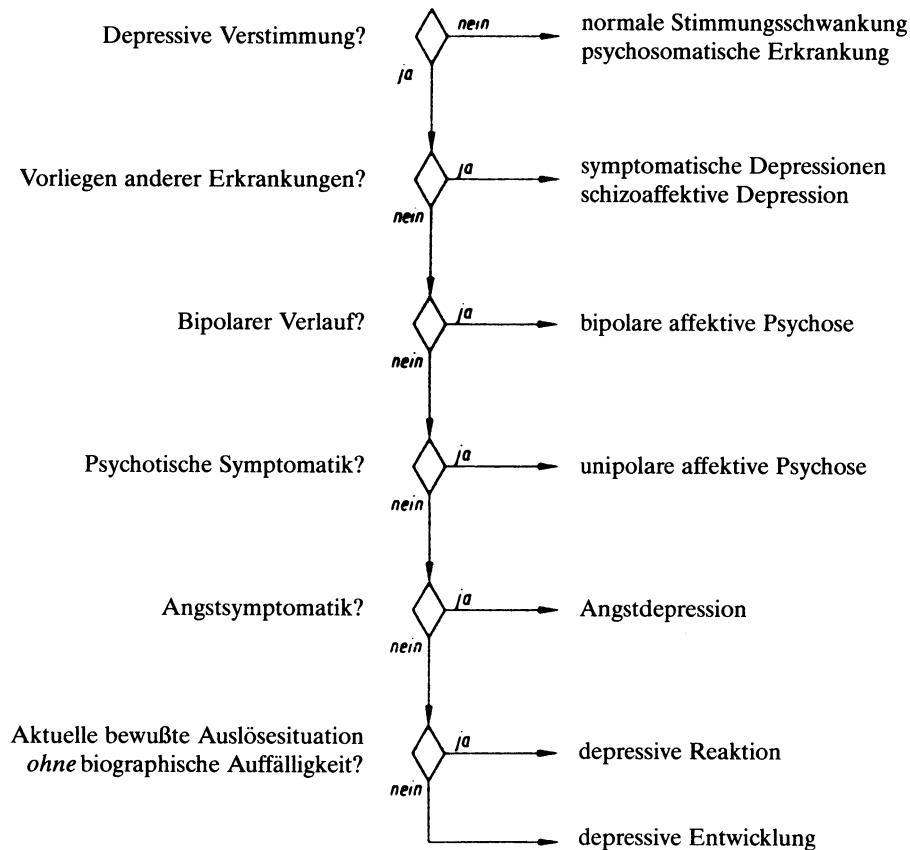 Depressive Verstimmung?
nein
normale Stimmungsschwankung
psychosomatische Erkrankung
ja
Vorliegen anderer Erkrankungen?
ja
symptomatische Depressionen
schizoaffektive Depression
nein
Bipolarer Verlauf?
ja
bipolare affektive Psychose
nein
Psychotische Symptomatik?
ja
unipolare affektive Psychose
nein
Angstsymptomatik?
ja
Angstdepression
nein
Aktuelle bewußte Auslösesituation
ohne biographische Auffälligkeit?
ja
depressive Reaktion
nein
depressive Entwicklung